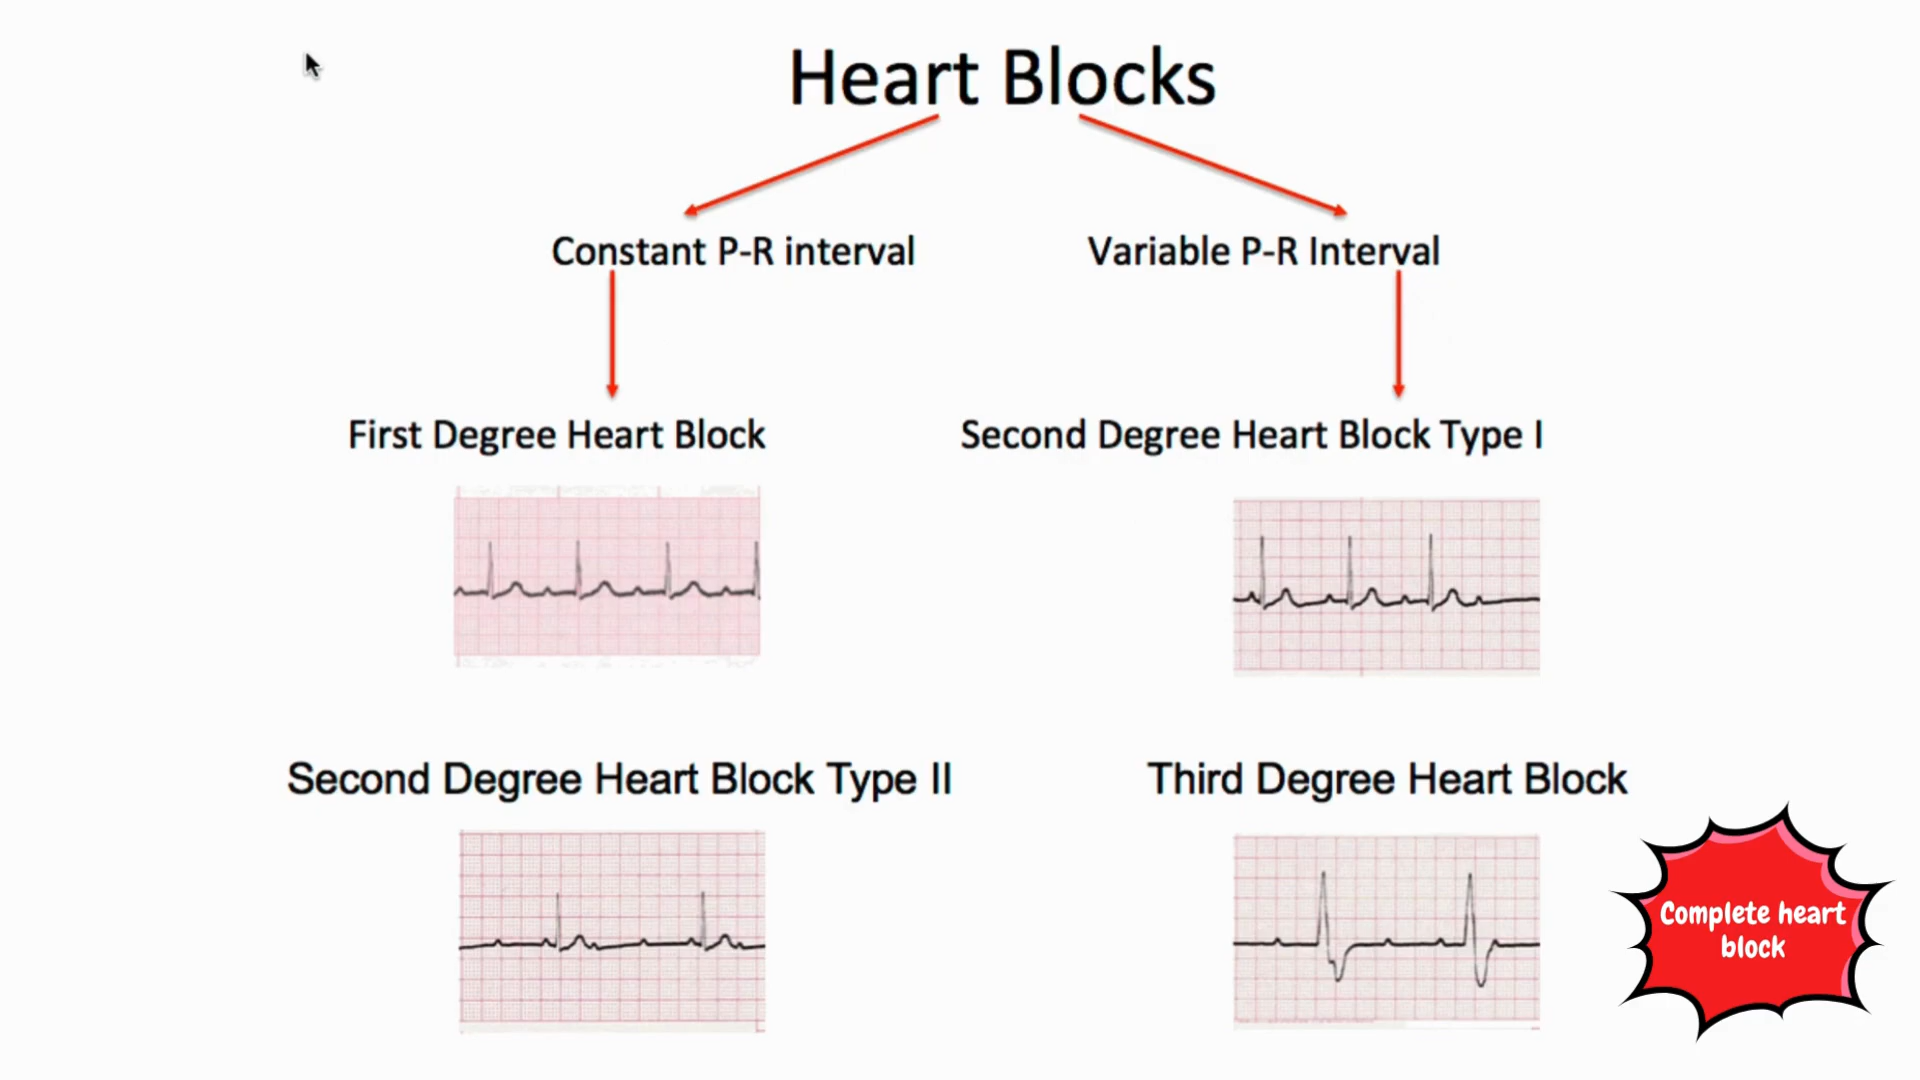 Heart Blocks
Constant P-R interval
Variable P-R Interval
First Degree Heart Block
Second Degree Heart Block Type I
Second Degree Heart Block Type II
Third Degree Heart Block
Complete heart
block